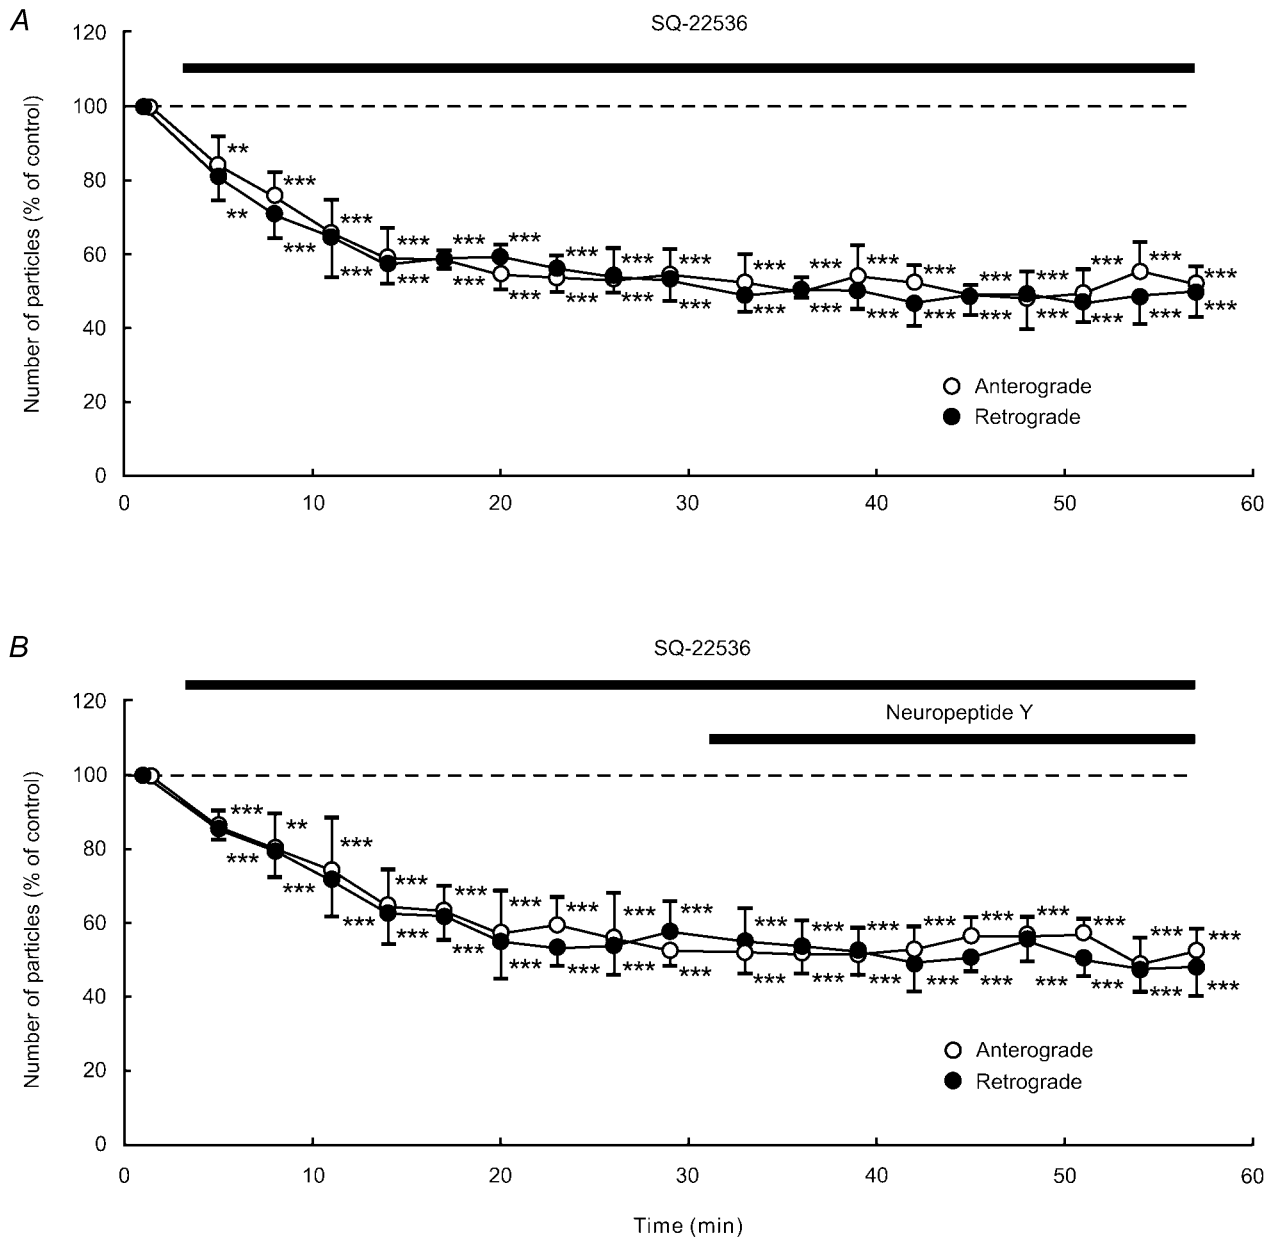 A
SQ-22536
120
100
80
60
40
20
0
Number of particles (% of control)
** *** *** *** *** *** *** *** *** *** *** *** *** *** *** *** *** ***
** *** *** *** *** *** *** *** *** *** *** *** *** *** *** *** *** ***
Anterograde
Retrograde
0 10 20 30 40 50 60
B
SQ-22536
Neuropeptide Y
120
100
80
60
40
20
0
Number of particles (% of control)
*** ** *** *** *** *** *** *** *** *** *** *** *** *** *** *** *** ***
*** *** *** *** *** *** *** *** *** *** *** *** *** *** *** *** *** ***
Anterograde
Retrograde
0 10 20 30 40 50 60
Time (min)